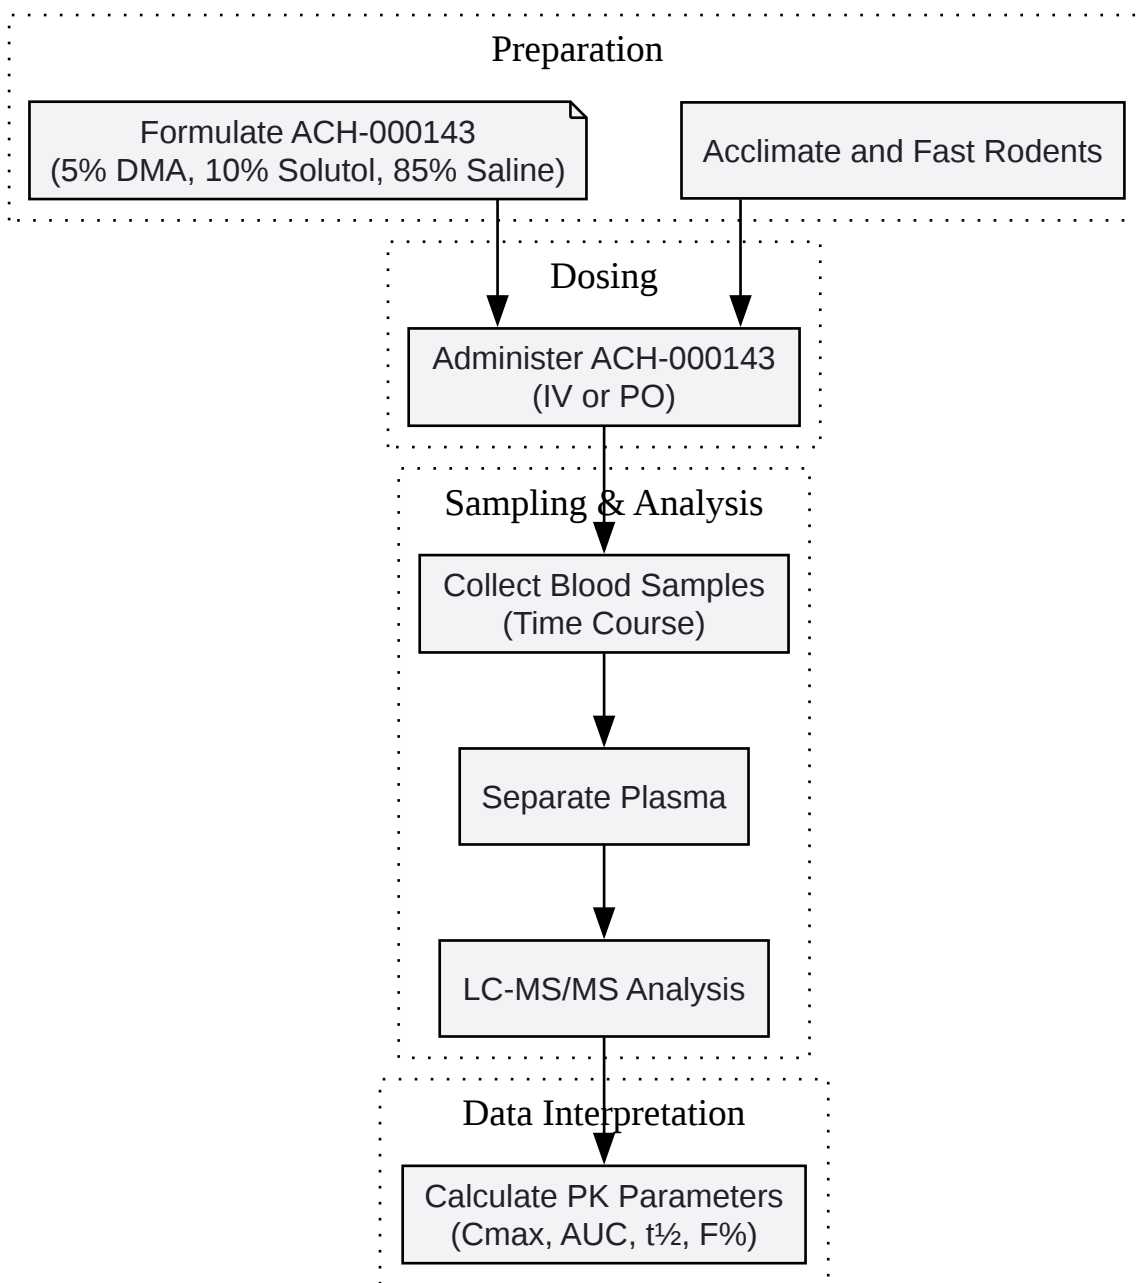 Preparation
Formulate ACH-000143
(5% DMA, 10% Solutol, 85% Saline)
Acclimate and Fast Rodents
Dosing
Administer ACH-000143
(IV or PO)
Sampling & Analysis
Collect Blood Samples
(Time Course)
Separate Plasma
LC-MS/MS Analysis
Data Interpretation
Calculate PK Parameters
(Cmax, AUC, t½, F%)